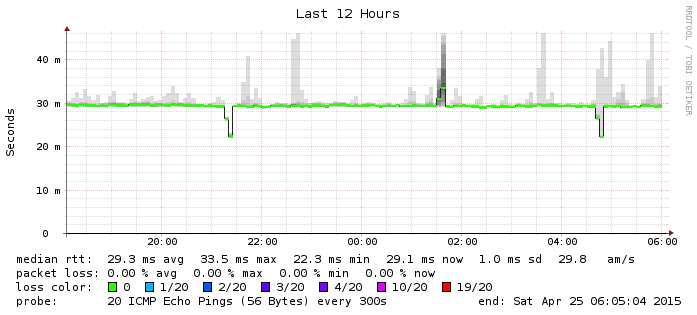 Last 12 Hours
RRDTOOL / TOBI OETIKER
Seconds
40 m
30 m
20 m
10 m
0
20:00 22:00 00:00 02:00 04:00 06:00
median rtt: 29.3 ms avg 33.5 ms max 22.3 ms min 29.1 ms now 1.0 ms sd 29.8 am/s
packet loss: 0.00 % avg 0.00 % max 0.00 % min 0.00 % now
loss color: 0 1/20 2/20 3/20 4/20 10/20 19/20
probe: 20 ICMP Echo Pings (56 Bytes) every 300s end: Sat Apr 25 06:05:04 2015